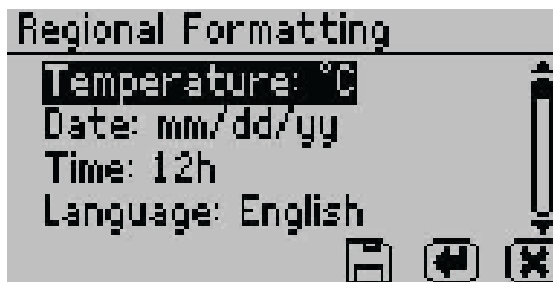 Regional Formatting
Temperature: °C
Date: mm/dd/yy
Time: 12h
Language: English